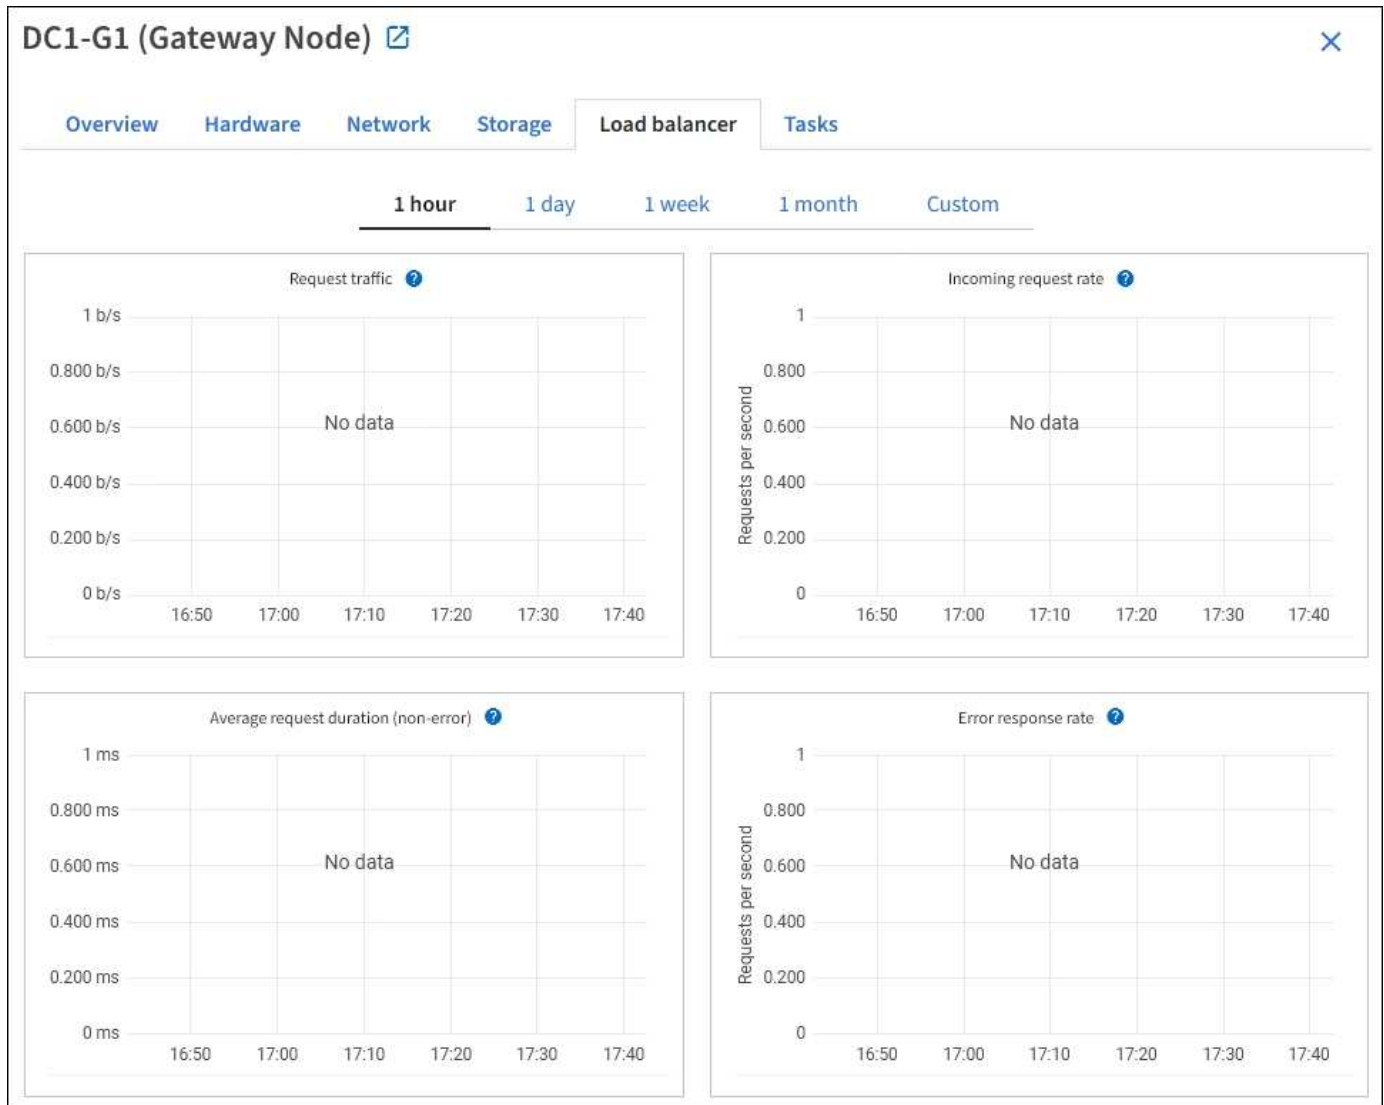 DC1-G1 (Gateway Node)
Overview Hardware Network Storage Load balancer Tasks
1 hour 1 day 1 week 1 month Custom
Request traffic
1 b/s
0.800 b/s
0.600 b/s
0.400 b/s
0.200 b/s
0 b/s
No data
16:50 17:00 17:10 17:20 17:30 17:40
Incoming request rate
Requests per second
1
0.800
0.600
0.400
0.200
0
No data
16:50 17:00 17:10 17:20 17:30 17:40
Average request duration (non-error)
1 ms
0.800 ms
0.600 ms
0.400 ms
0.200 ms
0 ms
No data
16:50 17:00 17:10 17:20 17:30 17:40
Error response rate
Requests per second
1
0.800
0.600
0.400
0.200
0
No data
16:50 17:00 17:10 17:20 17:30 17:40